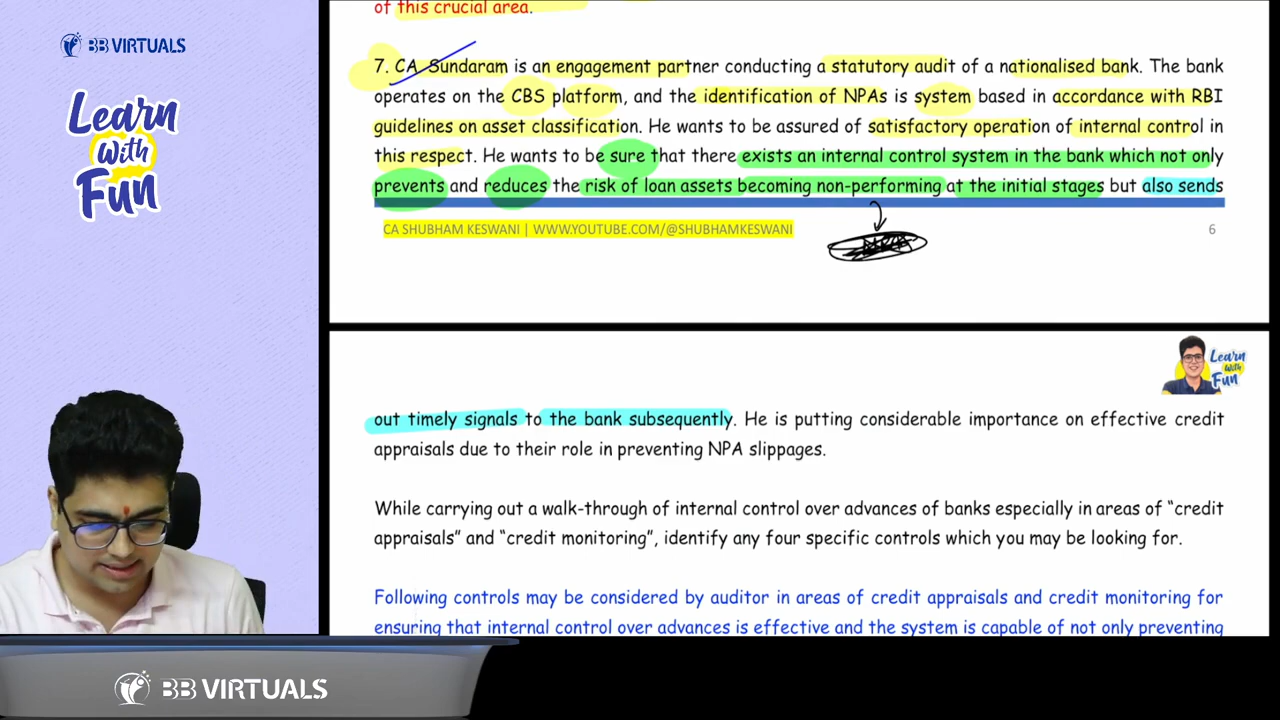 BB VIRTUALS
Learn
With
Fun
of this crucial area.
7. CA Sundaram is an engagement partner conducting a statutory audit of a nationalised bank. The bank
operates on the CBS platform, and the identification of NPAs is system based in accordance with RBI
guidelines on asset classification. He wants to be assured of satisfactory operation of internal control in
this respect. He wants to be sure that there exists an internal control system in the bank which not only
prevents and reduces the risk of loan assets becoming non-performing at the initial stages but also sends
CA SHUBHAM KESWANI | WWW.YOUTUBE.COM/@SHUBHAMKESWANI
6
Learn
With
Fun
out timely signals to the bank subsequently. He is putting considerable importance on effective credit
appraisals due to their role in preventing NPA slippages.
While carrying out a walk-through of internal control over advances of banks especially in areas of “credit
appraisals” and “credit monitoring”, identify any four specific controls which you may be looking for.
Following controls may be considered by auditor in areas of credit appraisals and credit monitoring for
ensuring that internal control over advances is effective and the system is capable of not only preventing
BB VIRTUALS